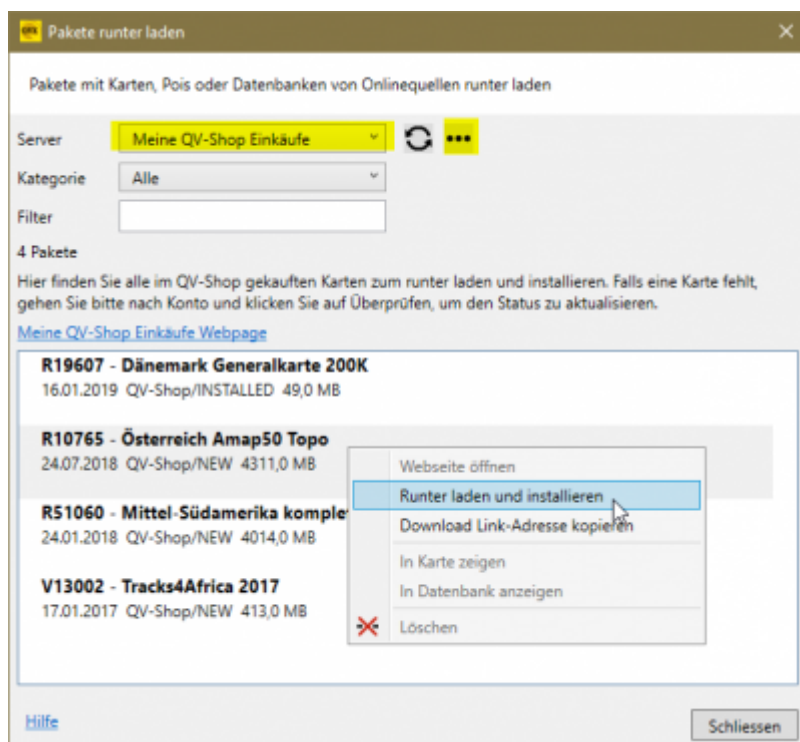 Pakete runter laden
Pakete mit Karten, Pois oder Datenbanken von Onlinequellen runter laden
Server Meine QV-Shop Einkäufe
Kategorie Alle
Filter
4 Pakete
Hier finden Sie alle im QV-Shop gekauften Karten zum runter laden und installieren. Falls eine Karte fehlt,
gehen Sie bitte nach Konto und klicken Sie auf Überprüfen, um den Status zu aktualisieren.
Meine QV-Shop Einkäufe Webpage
R19607 - Dänemark Generalkarte 200K
16.01.2019 QV-Shop/INSTALLED 49,0 MB
R10765 - Österreich Amap50 Topo
24.07.2018 QV-Shop/NEW 4311,0 MB
R51060 - Mittel-Südamerika komple
24.01.2018 QV-Shop/NEW 4014,0 MB
V13002 - Tracks4Africa 2017
17.01.2017 QV-Shop/NEW 413,0 MB
Webseite öffnen
Runter laden und installieren
Download Link-Adresse kopieren
In Karte zeigen
In Datenbank anzeigen
Löschen
Hilfe
Schliessen